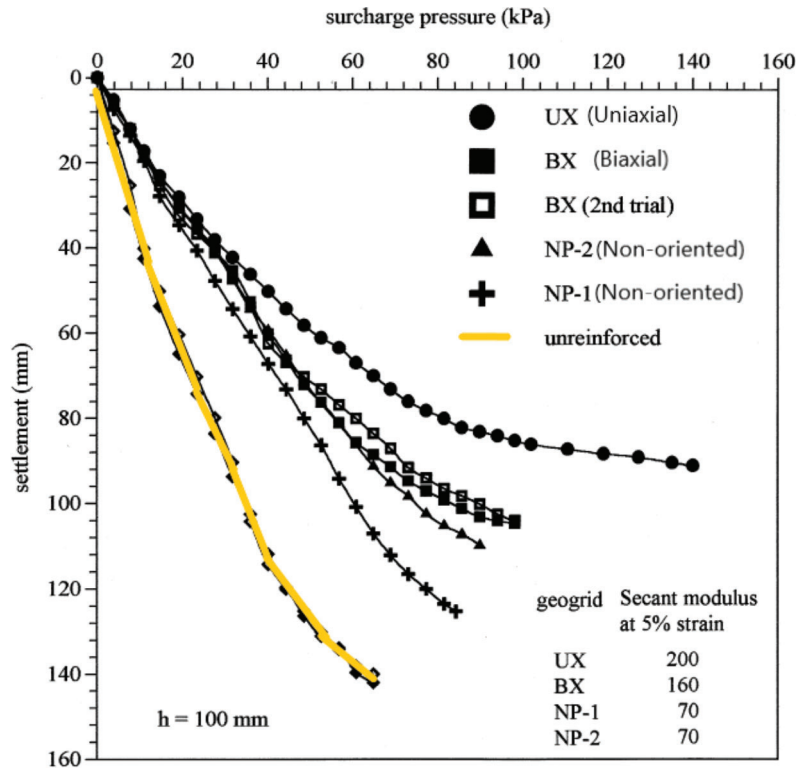 surcharge pressure (kPa)
0 20 40 60 80 100 120 140 160
0
20
40
60
80
100
120
140
160
settlement (mm)
UX (Uniaxial)
BX (Biaxial)
BX (2nd trial)
NP-2 (Non-oriented)
NP-1 (Non-oriented)
unreinforced
geogrid Secant modulus
at 5% strain
UX 200
BX 160
NP-1 70
NP-2 70
h = 100 mm